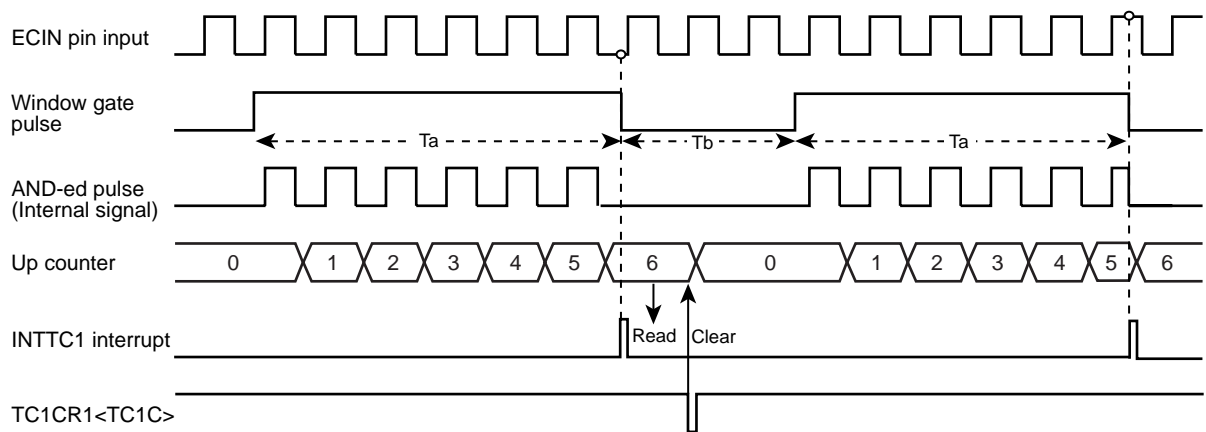 ECIN pin input
Window gate
pulse
Ta
Tb
Ta
AND-ed pulse
(Internal signal)
Up counter
0 1 2 3 4 5 6 0 1 2 3 4 5 6
INTTC1 interrupt
Read
Clear
TC1CR1<TC1C>